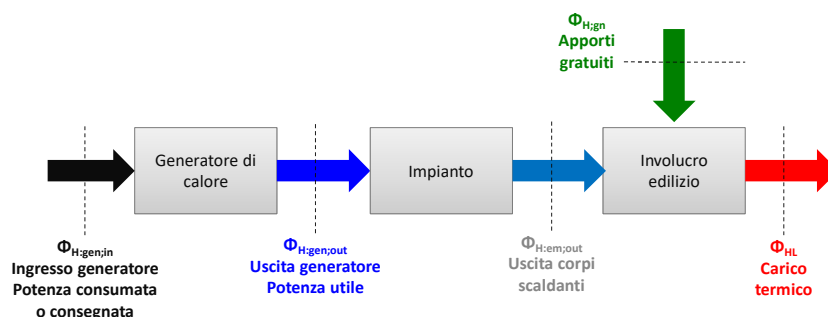 ΦH;gn
Apporti
gratuiti
Generatore di
calore
Impianto
Involucro
edilizio
ΦH:gen;in
Ingresso generatore
Potenza consumata
o consegnata
ΦH:gen;out
Uscita generatore
Potenza utile
ΦH:em;out
Uscita corpi
scaldanti
ΦHL
Carico
termico